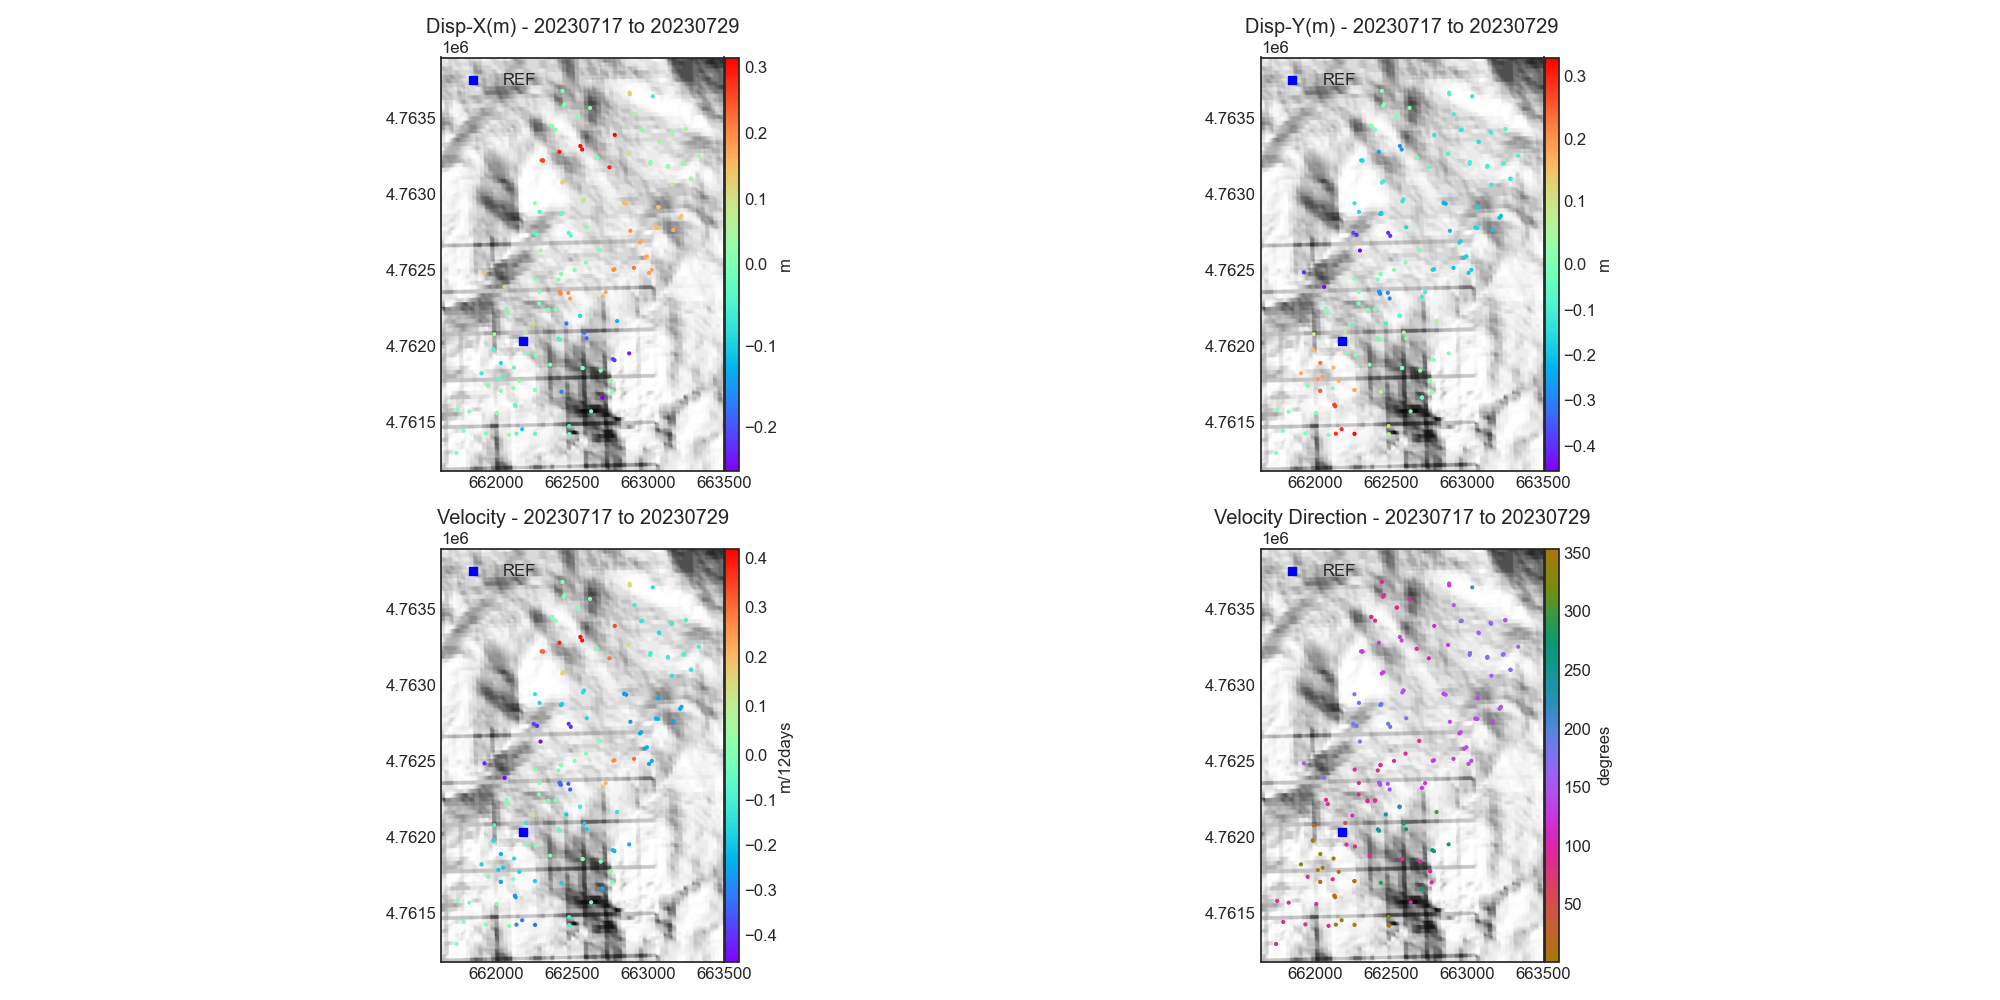 Disp-X(m) - 20230717 to 20230729
1e6
REF
4.7635
4.7630
4.7625
4.7620
4.7615
662000 662500 663000 663500
0.3
0.2
0.1
0.0
−0.1
−0.2
m
Disp-Y(m) - 20230717 to 20230729
1e6
REF
4.7635
4.7630
4.7625
4.7620
4.7615
662000 662500 663000 663500
0.3
0.2
0.1
0.0
−0.1
−0.2
−0.3
−0.4
m
Velocity - 20230717 to 20230729
1e6
REF
4.7635
4.7630
4.7625
4.7620
4.7615
662000 662500 663000 663500
0.4
0.3
0.2
0.1
0.0
−0.1
−0.2
−0.3
−0.4
m/12days
Velocity Direction - 20230717 to 20230729
1e6
REF
4.7635
4.7630
4.7625
4.7620
4.7615
662000 662500 663000 663500
350
300
250
200
150
100
50
degrees